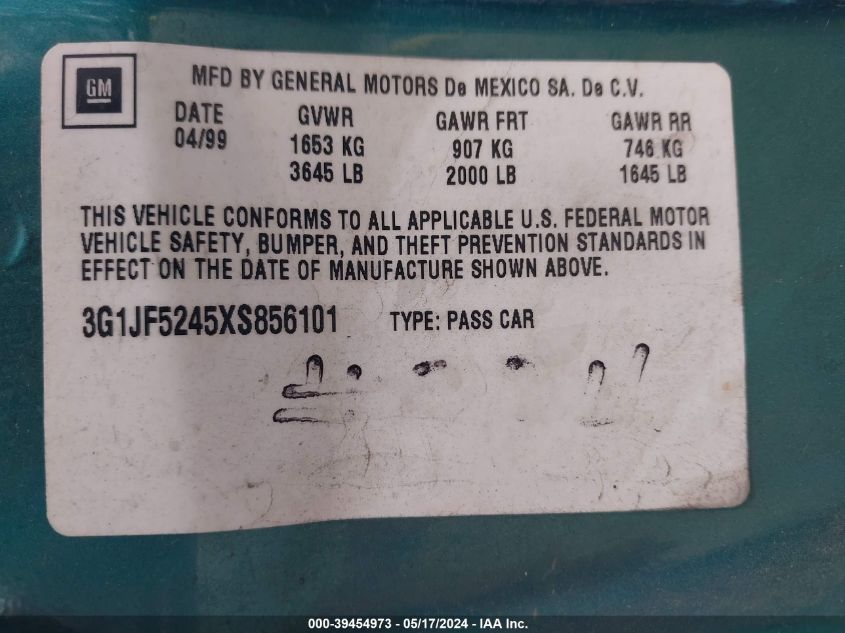 GM
MFD BY GENERAL MOTORS De MEXICO SA. De C.V.
DATE GVWR GAWR FRT GAWR RR
04/99 1653 KG 907 KG 746 KG
3645 LB 2000 LB 1645 LB
THIS VEHICLE CONFORMS TO ALL APPLICABLE U.S. FEDERAL MOTOR
VEHICLE SAFETY, BUMPER, AND THEFT PREVENTION STANDARDS IN
EFFECT ON THE DATE OF MANUFACTURE SHOWN ABOVE.
3G1JF5245XS856101 TYPE: PASS CAR
000-39454973 - 05/17/2024 - IAA Inc.